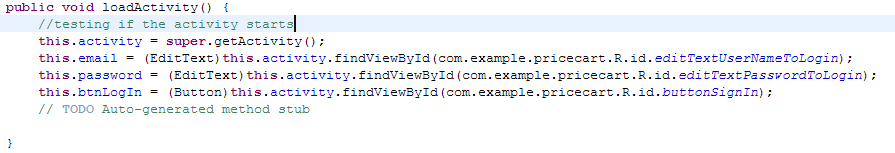 public void loadActivity() {
//testing if the activity starts
this.activity = super.getActivity();
this.email = (EditText)this.activity.findViewById(com.example.pricecart.R.id.editTextUserNameToLogin);
this.password = (EditText)this.activity.findViewById(com.example.pricecart.R.id.editTextPasswordToLogin);
this.btnLogIn =  (Button)this.activity.findViewById(com.example.pricecart.R.id.buttonSignIn);
// TODO Auto-generated method stub
}